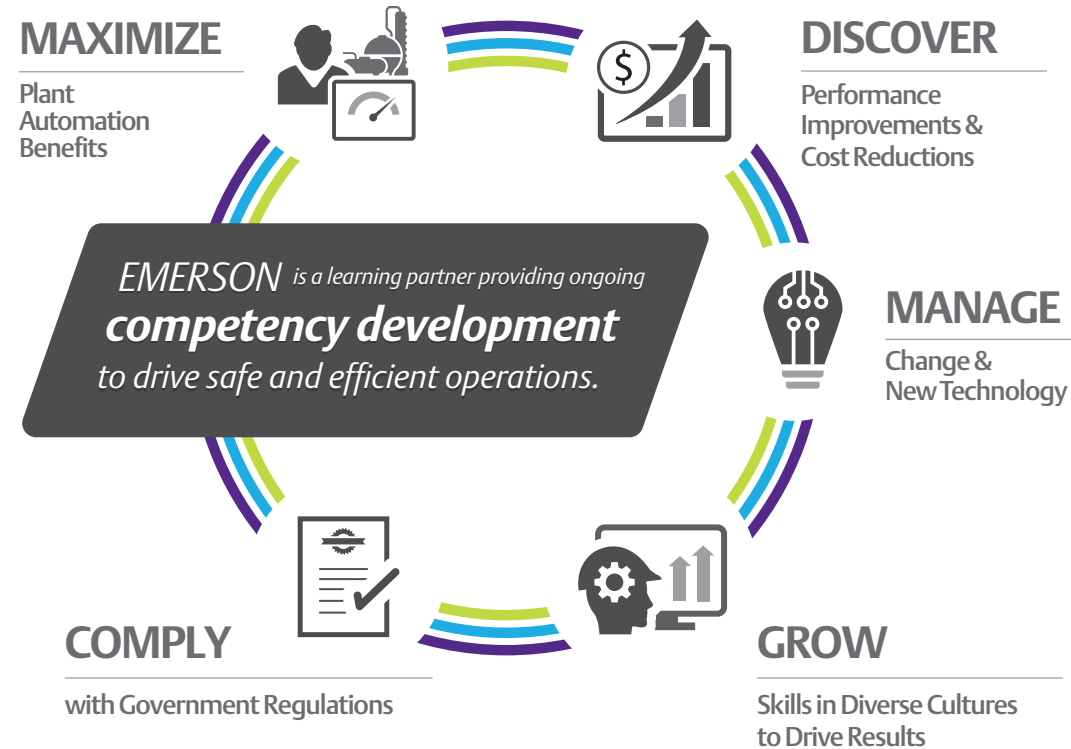 MAXIMIZE
Plant
Automation
Benefits
$
DISCOVER
Performance
Improvements &
Cost Reductions
EMERSON is a learning partner providing ongoing
competency development
to drive safe and efficient operations.
MANAGE
Change &
New Technology
COMPLY
with Government Regulations
GROW
Skills in Diverse Cultures
to Drive Results